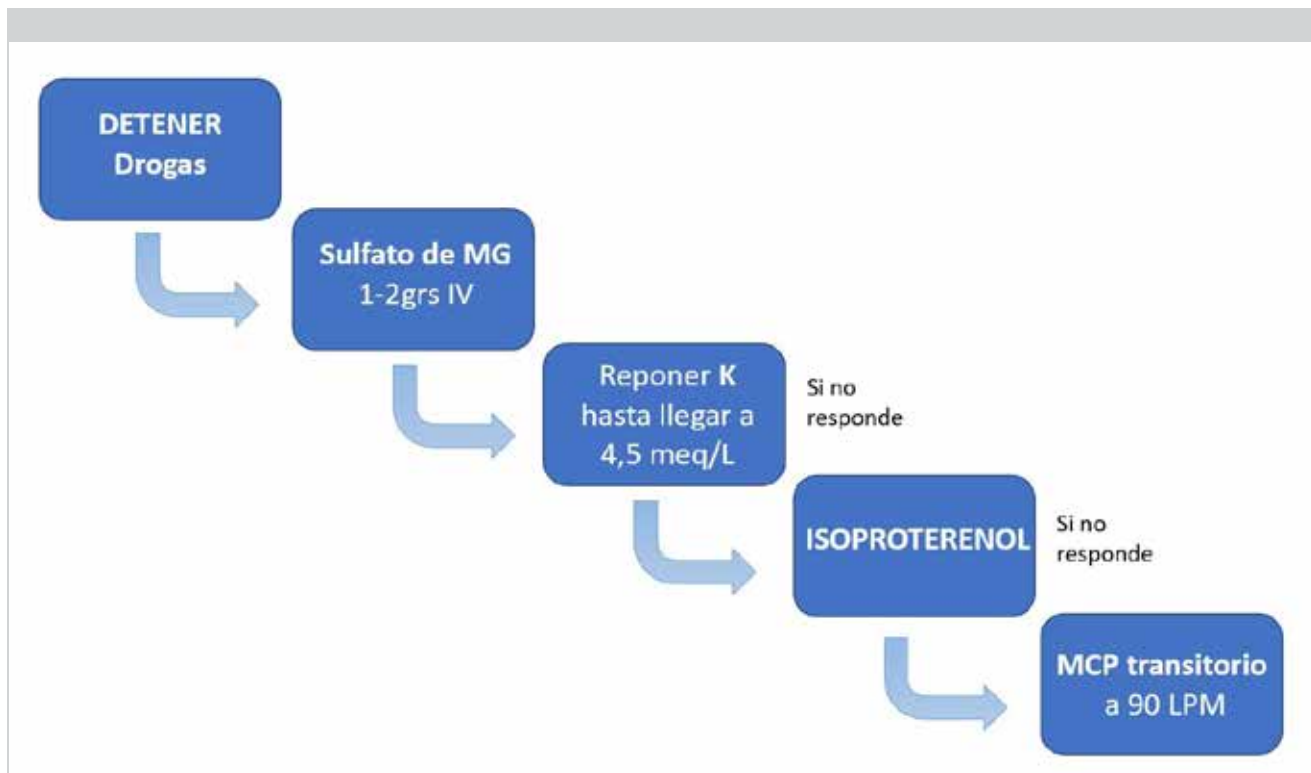 DETENER
Drogas
Sulfato de MG
1-2grs IV
Reponer K
hasta llegar a
4,5 meq/L
Si no
responde
ISOPROTERENOL
Si no
responde
MCP transitorio
a 90 LPM